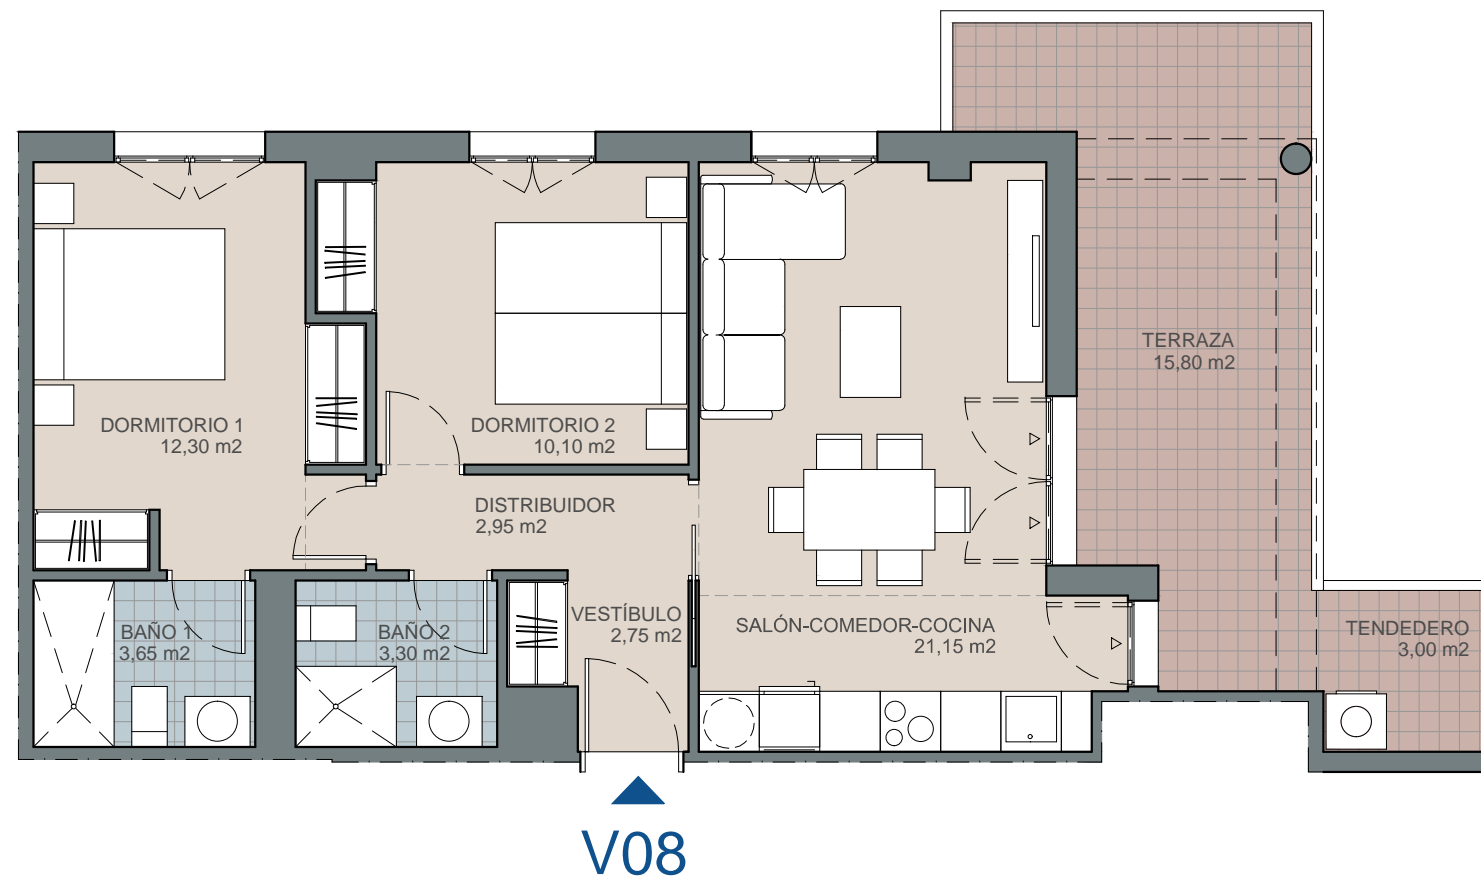 TERRAZA
15,80 m2
DORMITORIO 1
12,30 m2
DORMITORIO 2
10,10 m2
DISTRIBUIDOR
2,95 m2
VESTÍBULO
2,75 m2
SALÓN-COMEDOR-COCINA
21,15 m2
TENDEDERO
3,00 m2
BAÑO 1
3,65 m2
BAÑO 2
3,30 m2
V08